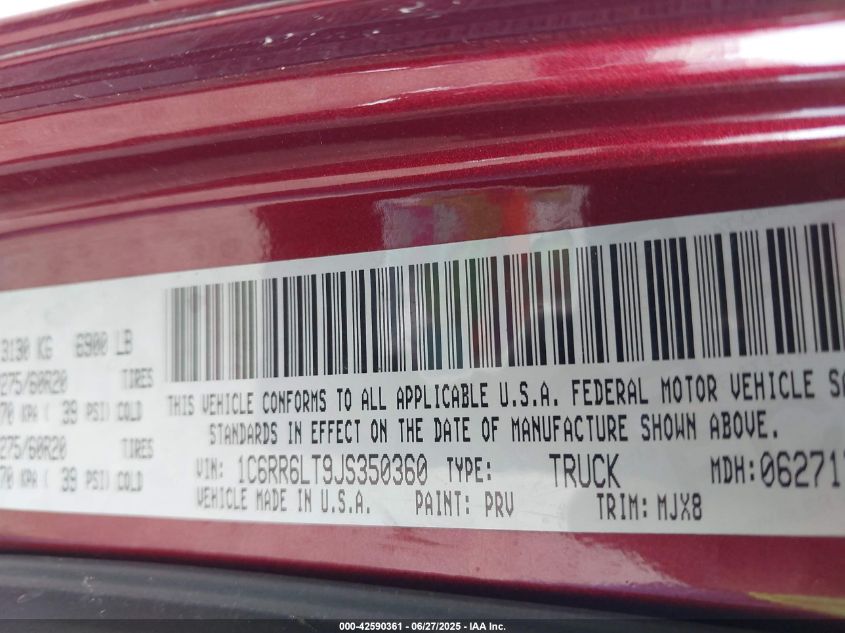 3130 KG 6900 LB
275/60R20 TIRES
70 KPA ( 39 PSI) COLD
275/60R20 TIRES
70 KPA ( 39 PSI) COLD
THIS VEHICLE CONFORMS TO ALL APPLICABLE U.S.A. FEDERAL MOTOR VEHICLE SA
STANDARDS IN EFFECT ON THE DATE OF MANUFACTURE SHOWN ABOVE.
VIN: 1C6RR6LT9JS350360 TYPE: TRUCK MDH:06271
VEHICLE MADE IN U.S.A. PAINT: PRV TRIM: MJX8
000-42590361 - 06/27/2025 - IAA Inc.